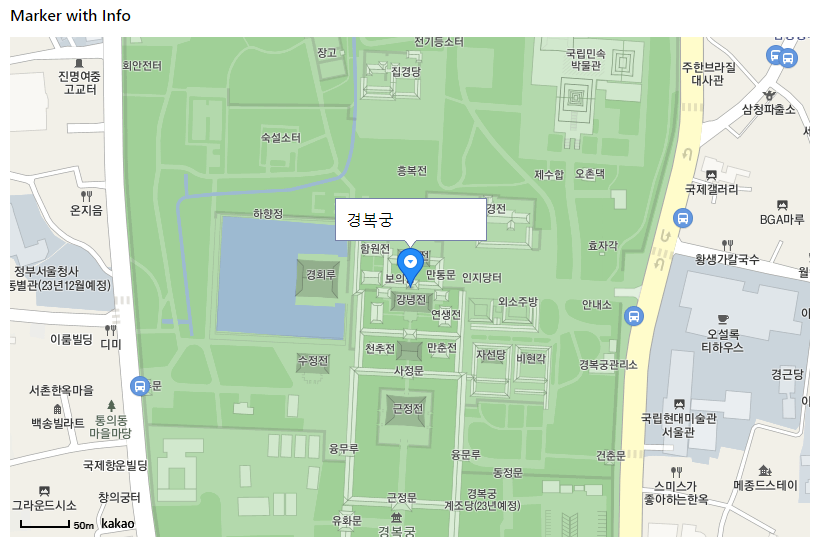 Marker with Info
전기등소터
장고
회안전터
집경당
국립민속
박물관
주한브라질
대사관
진명여중
고교터
삼청파출소
숙설소터
흥복전
제수합
오촌댁
국제갤러리
온지음
하향정
경복궁
경전
BGA마루
함원전
전
효자각
황생가칼국수
정부서울청사
동별관(23년12월예정)
경회루
보의
만통문
인지당터
강녕전
외소주방
안내소
연생전
이룸빌딩
디미
오설록
티하우스
천추전
만춘전
자선당
비현각
수정전
사정문
경복궁관리소
경근당
문
서촌한옥마을
백송빌라트
통의동
마을마당
근정전
국립현대미술관
서울관
융무루
융문루
건춘문
국제항운빌딩
동정문
스미스가
좋아하는한옥
메종드스테이
그라운드시소
창의궁터
근정문
경복궁
계조당(23년예정)
유화문
경복궁
50m
kakao